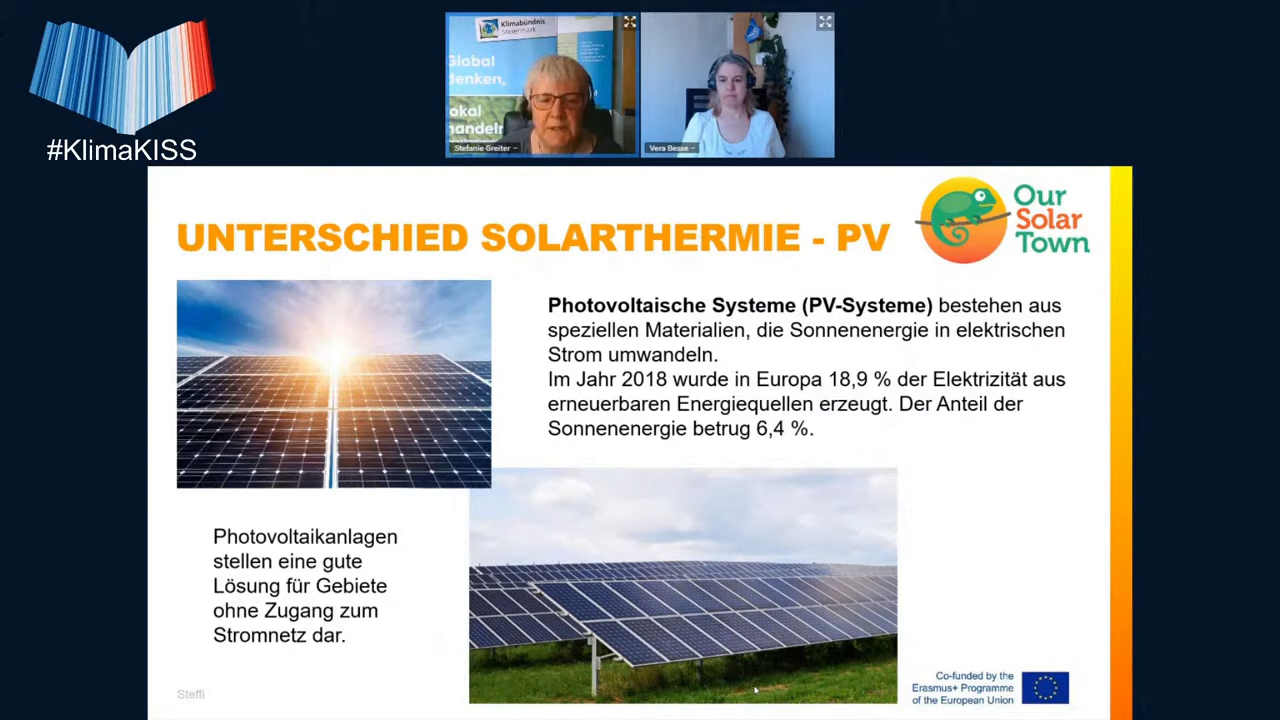 #KlimaKISS
Klimabündnis
Steiermark
Global
denken,
okal
handeln
Stefanie Greiter
Vera Besse
UNTERSCHIED SOLARTHERMIE - PV
Our
Solar
Town
Photovoltaische Systeme (PV-Systeme) bestehen aus
speziellen Materialien, die Sonnenenergie in elektrischen
Strom umwandeln.
Im Jahr 2018 wurde in Europa 18,9 % der Elektrizität aus
erneuerbaren Energiequellen erzeugt. Der Anteil der
Sonnenenergie betrug 6,4 %.
Photovoltaikanlagen
stellen eine gute
Lösung für Gebiete
ohne Zugang zum
Stromnetz dar.
Steffi
Co-funded by the
Erasmus+ Programme
of the European Union